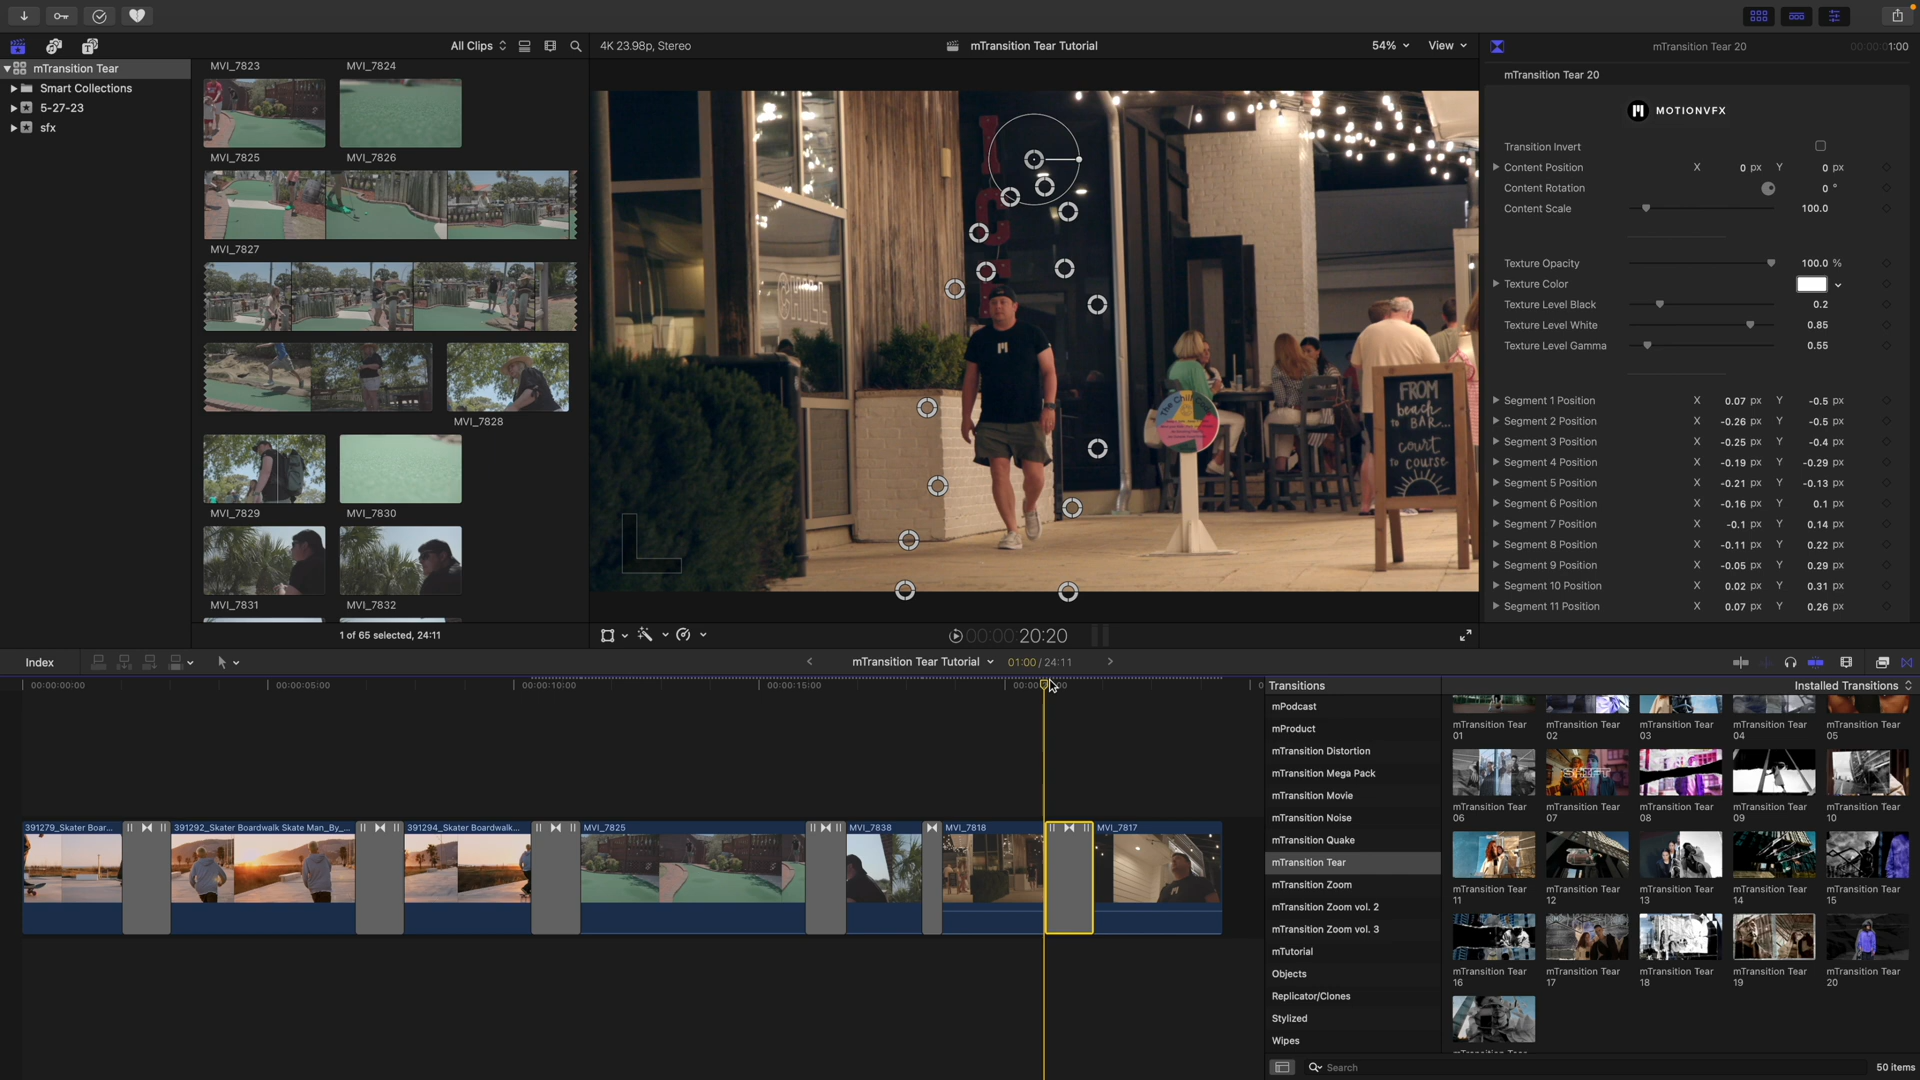 All Clips
4K 23.98p, Stereo
mTransition Tear Tutorial
54%
View
mTransition Tear 20
00:00:01:00
mTransition Tear
Smart Collections
5-27-23
sfx
MVI_7823
MVI_7824
MVI_7825
MVI_7826
MVI_7827
MVI_7828
MVI_7829
MVI_7830
MVI_7831
MVI_7832
1 of 65 selected, 24:11
CHILL
The Chill
FROM
beach
to BAR...
court
to course
00:00:00:20:20
mTransition Tear 20
MOTIONVFX
Transition Invert
Content Position X 0 px Y 0 px
Content Rotation 0 °
Content Scale 100.0
Texture Opacity 100.0 %
Texture Color
Texture Level Black 0.2
Texture Level White 0.85
Texture Level Gamma 0.55
Segment 1 Position X 0.07 px Y -0.5 px
Segment 2 Position X -0.26 px Y -0.5 px
Segment 3 Position X -0.25 px Y -0.4 px
Segment 4 Position X -0.19 px Y -0.29 px
Segment 5 Position X -0.21 px Y -0.13 px
Segment 6 Position X -0.16 px Y 0.1 px
Segment 7 Position X -0.1 px Y 0.14 px
Segment 8 Position X -0.11 px Y 0.22 px
Segment 9 Position X -0.05 px Y 0.29 px
Segment 10 Position X 0.02 px Y 0.31 px
Segment 11 Position X 0.07 px Y 0.26 px
Index
mTransition Tear Tutorial
01:00 / 24:11
00:00:00:00
00:00:05:00
00:00:10:00
00:00:15:00
391279_Skater Boar...
391292_Skater Boardwalk Skate Man_By_...
391294_Skater Boardwalk...
MVI_7825
MVI_7838
MVI_7818
MVI_7817
Transitions
Installed Transitions
mPodcast
mProduct
mTransition Distortion
mTransition Mega Pack
mTransition Movie
mTransition Noise
mTransition Quake
mTransition Tear
mTransition Zoom
mTransition Zoom vol. 2
mTransition Zoom vol. 3
mTutorial
Objects
Replicator/Clones
Stylized
Wipes
mTransition Tear 01
mTransition Tear 02
mTransition Tear 03
mTransition Tear 04
mTransition Tear 05
SHIFT
mTransition Tear 06
mTransition Tear 07
mTransition Tear 08
mTransition Tear 09
mTransition Tear 10
mTransition Tear 11
mTransition Tear 12
mTransition Tear 13
mTransition Tear 14
mTransition Tear 15
mTransition Tear 16
mTransition Tear 17
mTransition Tear 18
mTransition Tear 19
mTransition Tear 20
Search
50 items